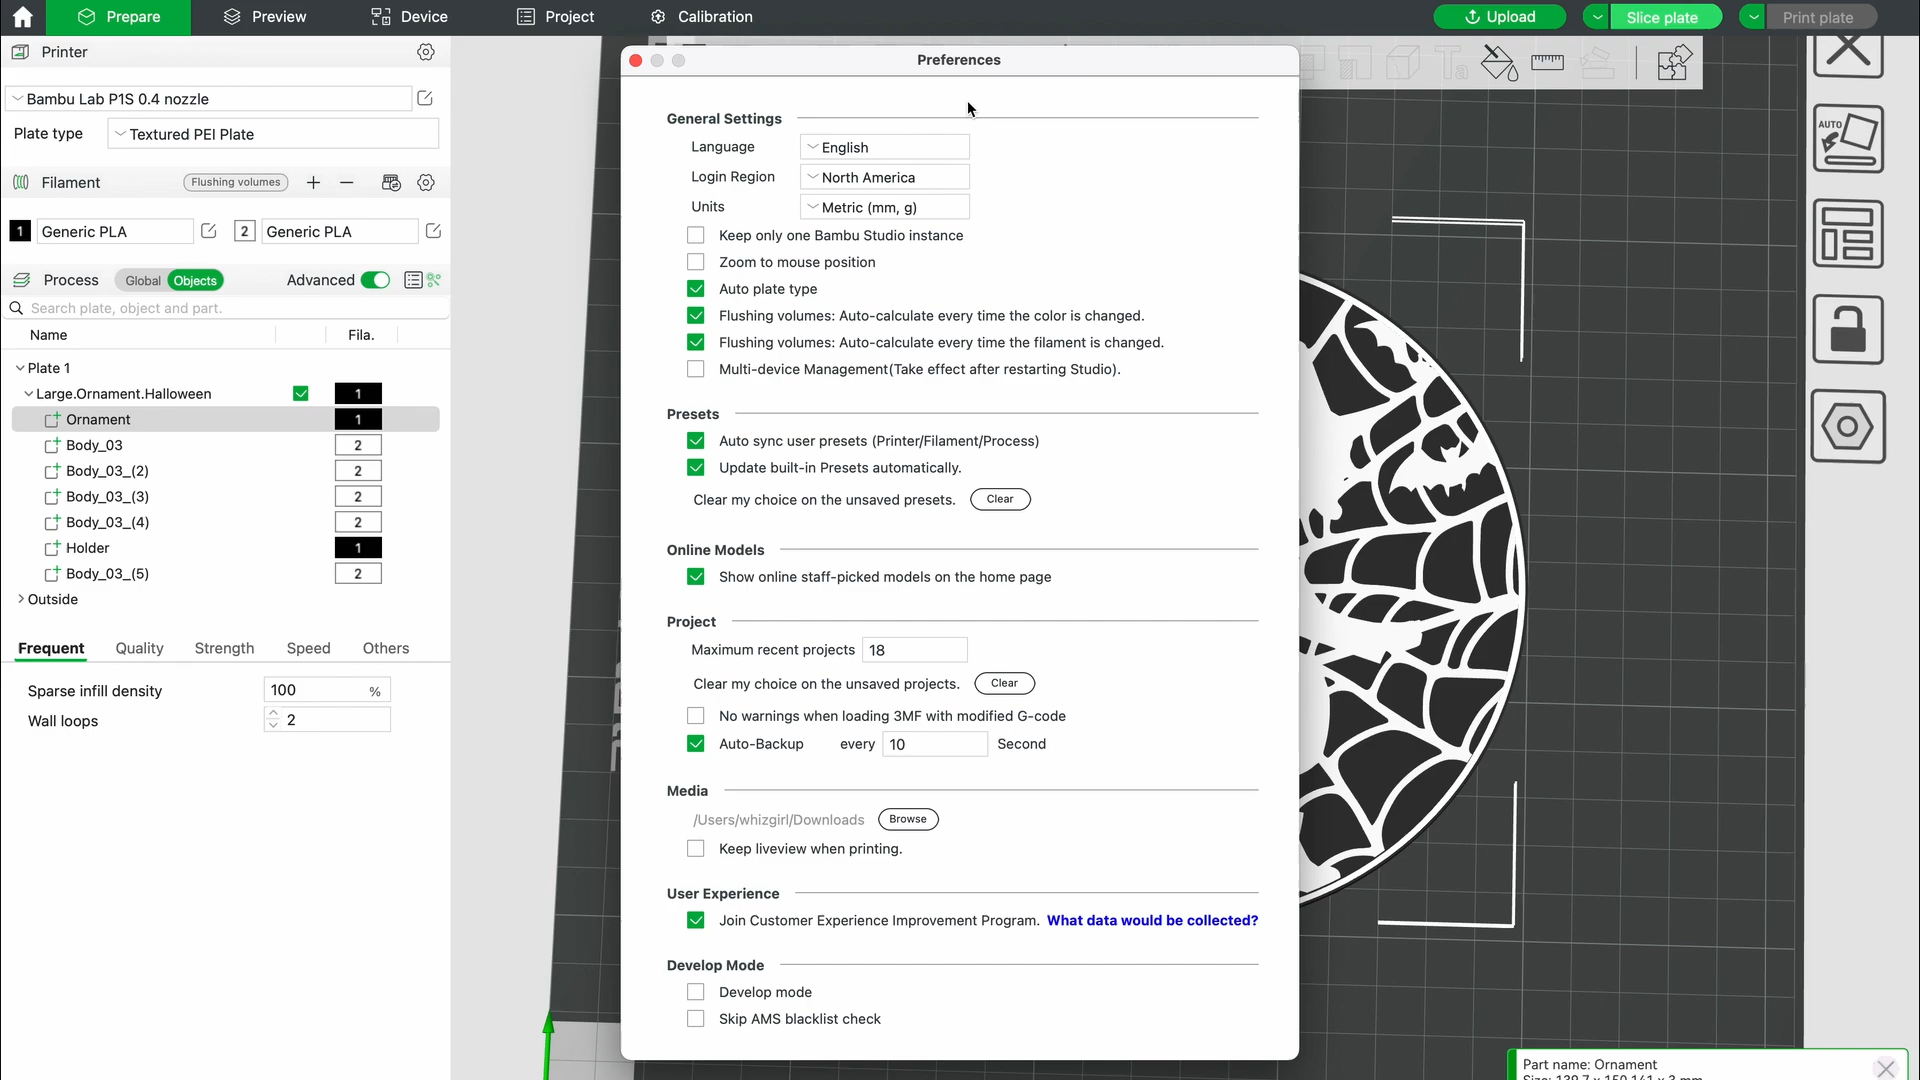 Prepare
Preview
Device
Project
Calibration
Upload
Slice plate
Print plate
Printer
Bambu Lab P1S 0.4 nozzle
Plate type
Textured PEI Plate
Filament
Flushing volumes
1
Generic PLA
2
Generic PLA
Process
Global
Objects
Advanced
Search plate, object and part.
Name
Fila.
Plate 1
Large.Ornament.Halloween
1
Ornament
1
Body_03
2
Body_03_(2)
2
Body_03_(3)
2
Body_03_(4)
2
Holder
1
Body_03_(5)
2
Outside
Frequent
Quality
Strength
Speed
Others
Sparse infill density
100
%
Wall loops
2
Preferences
General Settings
Language
English
Login Region
North America
Units
Metric (mm, g)
Keep only one Bambu Studio instance
Zoom to mouse position
Auto plate type
Flushing volumes: Auto-calculate every time the color is changed.
Flushing volumes: Auto-calculate every time the filament is changed.
Multi-device Management(Take effect after restarting Studio).
Presets
Auto sync user presets (Printer/Filament/Process)
Update built-in Presets automatically.
Clear my choice on the unsaved presets.
Clear
Online Models
Show online staff-picked models on the home page
Project
Maximum recent projects
18
Clear my choice on the unsaved projects.
Clear
No warnings when loading 3MF with modified G-code
Auto-Backup
every
10
Second
Media
/Users/whizgirl/Downloads
Browse
Keep liveview when printing.
User Experience
Join Customer Experience Improvement Program. What data would be collected?
Develop Mode
Develop mode
Skip AMS blacklist check
AUTO
Part name: Ornament
Size: 139.7 x 150.141 x 3 mm